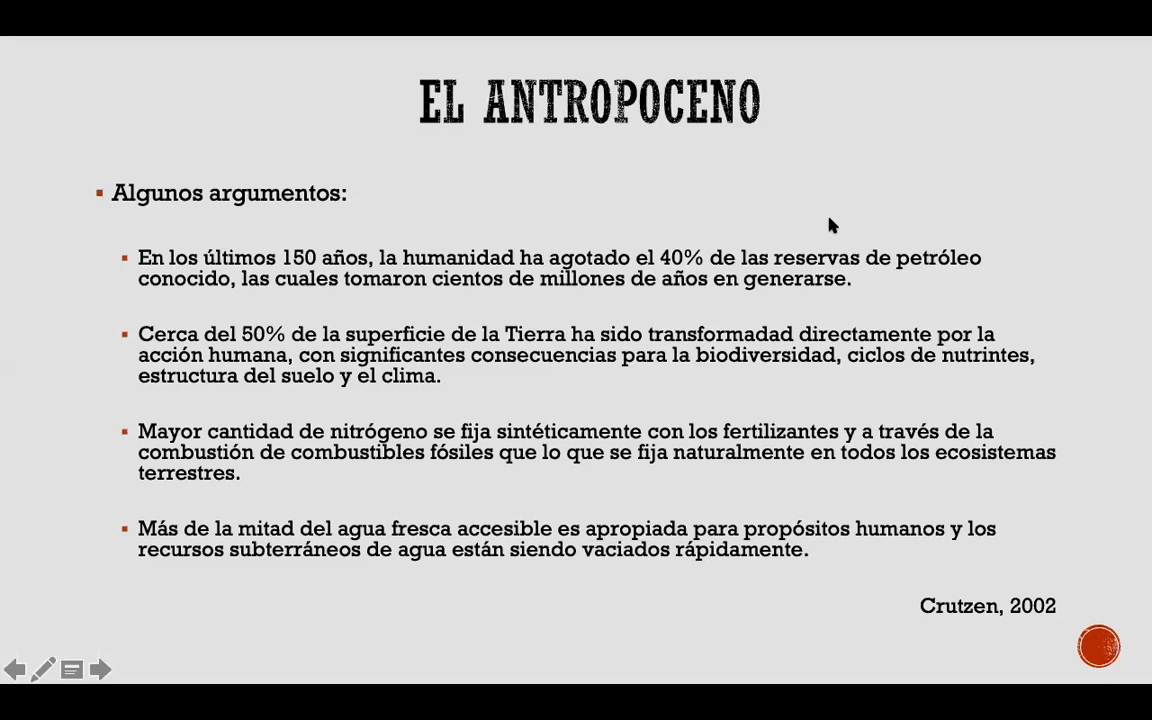 EL ANTROPOCENO
Algunos argumentos:
En los últimos 150 años, la humanidad ha agotado el 40% de las reservas de petróleo
conocido, las cuales tomaron cientos de millones de años en generarse.
Cerca del 50% de la superficie de la Tierra ha sido transformadad directamente por la
acción humana, con significantes consecuencias para la biodiversidad, ciclos de nutrintes,
estructura del suelo y el clima.
Mayor cantidad de nitrógeno se fija sintéticamente con los fertilizantes y a través de la
combustión de combustibles fósiles que lo que se fija naturalmente en todos los ecosistemas
terrestres.
Más de la mitad del agua fresca accesible es apropiada para propósitos humanos y los
recursos subterráneos de agua están siendo vaciados rápidamente.
Crutzen, 2002